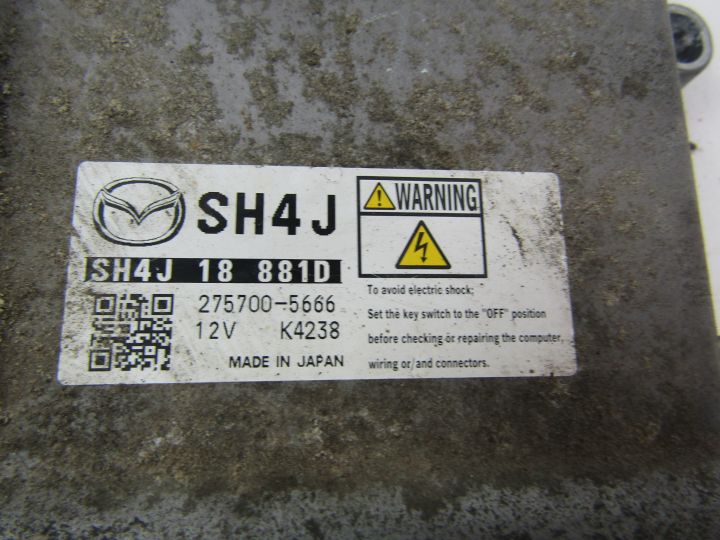 SH4J
SH4J 18 881D
275700-5666
12V K4238
MADE IN JAPAN
WARNING
To avoid electric shock;
Set the key switch to the "OFF" position
before checking or repairing the computer,
wiring or/and connectors.